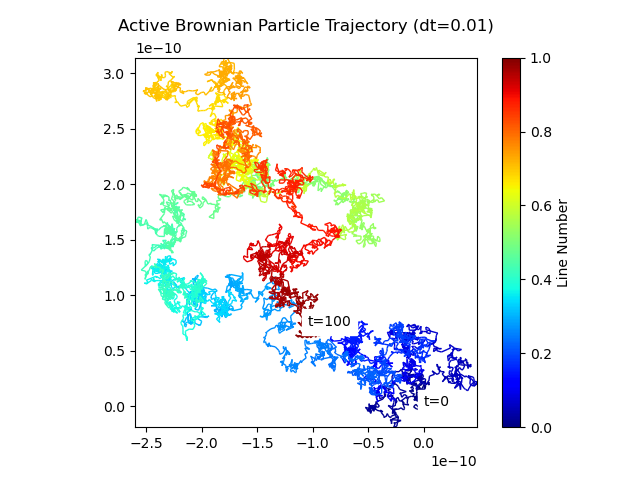 Active Brownian Particle Trajectory (dt=0.01)
1e−10
3.0
2.5
2.0
1.5
1.0
0.5
0.0
t=100
t=0
−2.5 −2.0 −1.5 −1.0 −0.5 0.0
1e−10
1.0
0.8
0.6
0.4
0.2
0.0
Line Number